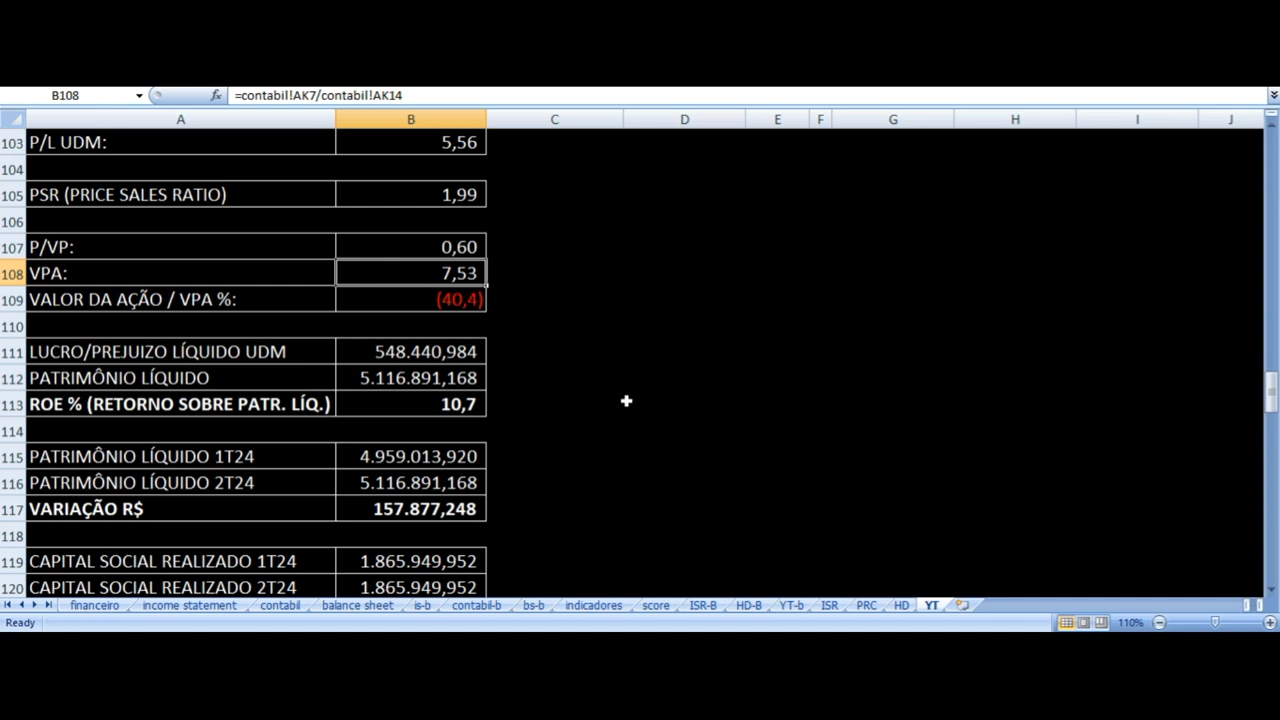 B108 fx =contabil!AK7/contabil!AK14
A B C D E F G H I J
103 P/L UDM: 5,56
104
105 PSR (PRICE SALES RATIO) 1,99
106
107 P/VP: 0,60
108 VPA: 7,53
109 VALOR DA AÇÃO / VPA %: (40,4)
110
111 LUCRO/PREJUIZO LÍQUIDO UDM 548.440,984
112 PATRIMÔNIO LÍQUIDO 5.116.891,168
113 ROE % (RETORNO SOBRE PATR. LÍQ.) 10,7
114
115 PATRIMÔNIO LÍQUIDO 1T24 4.959.013,920
116 PATRIMÔNIO LÍQUIDO 2T24 5.116.891,168
117 VARIAÇÃO R$ 157.877,248
118
119 CAPITAL SOCIAL REALIZADO 1T24 1.865.949,952
120 CAPITAL SOCIAL REALIZADO 2T24 1.865.949,952
financeiro income statement contabil balance sheet is-b contabil-b bs-b indicadores score ISR-B HD-B YT-b ISR PRC HD YT
Ready 110%